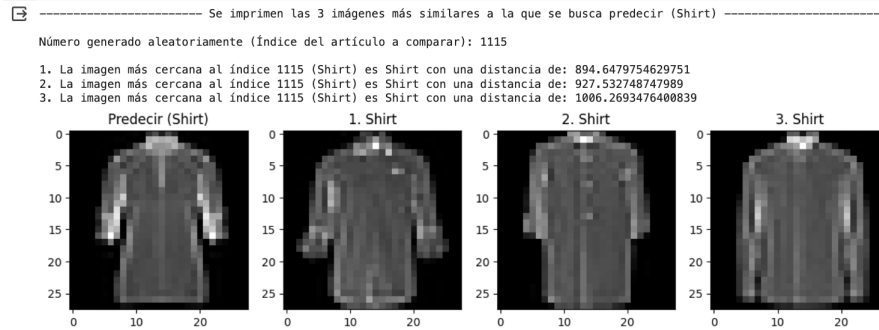 ------------------------- Se imprimen las 3 imágenes más similares a la que se busca predecir (Shirt) ------------------------
Número generado aleatoriamente (Índice del artículo a comparar): 1115
1. La imagen más cercana al índice 1115 (Shirt) es Shirt con una distancia de: 894.6479754629751
2. La imagen más cercana al índice 1115 (Shirt) es Shirt con una distancia de: 927.532748747989
3. La imagen más cercana al índice 1115 (Shirt) es Shirt con una distancia de: 1006.2693476400839
Predecir (Shirt) 1. Shirt 2. Shirt 3. Shirt
0 0 0 0
5 5 5 5
10 10 10 10
15 15 15 15
20 20 20 20
25 25 25 25
0 10 20 0 10 20 0 10 20 0 10 20